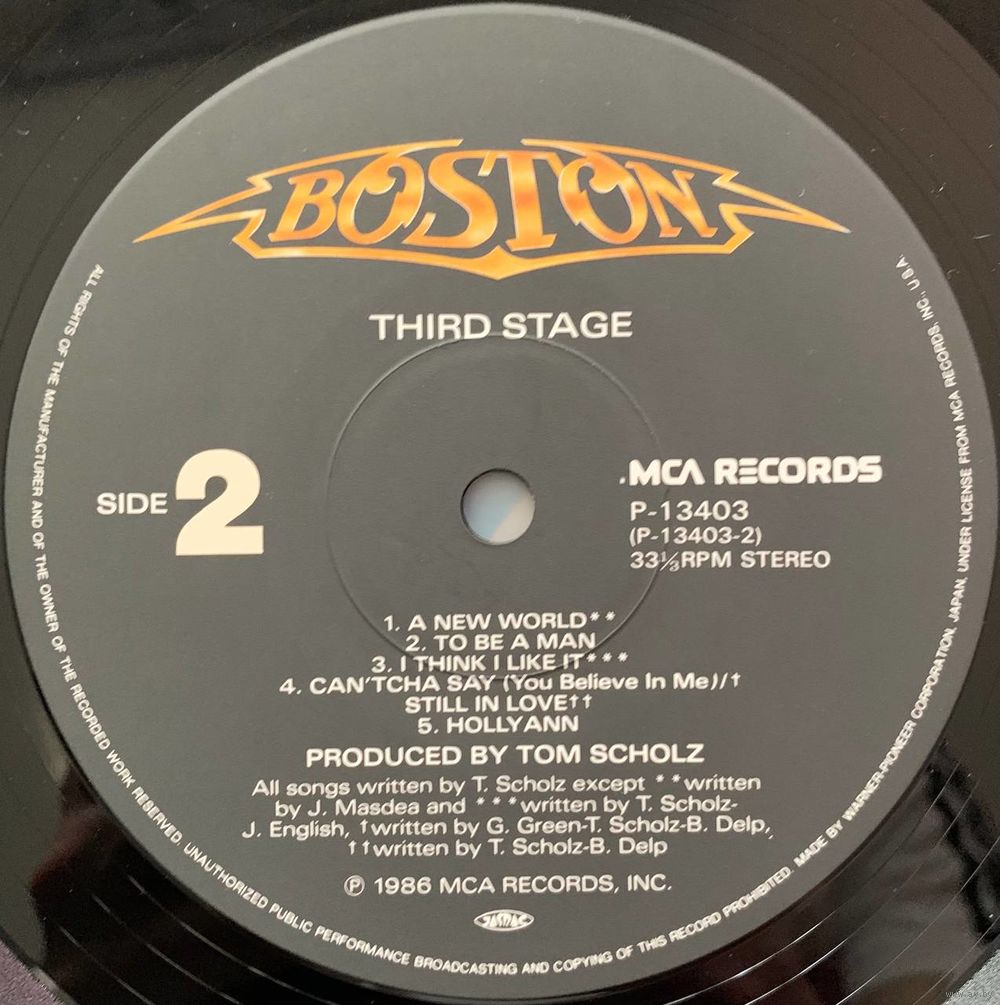 BOSTON
THIRD STAGE
SIDE 2
MCA RECORDS
P-13403
(P-13403-2)
33⅓RPM STEREO
1. A NEW WORLD**
2. TO BE A MAN
3. I THINK I LIKE IT***
4. CAN'TCHA SAY (You Believe In Me)/†
STILL IN LOVE††
5. HOLLYANN
PRODUCED BY TOM SCHOLZ
All songs written by T. Scholz except **written
by J. Masdea and ***written by T. Scholz-
J. English, †written by G. Green-T. Scholz-B. Delp,
††written by T. Scholz-B. Delp
Ⓟ 1986 MCA RECORDS, INC.
JASRAC
ALL RIGHTS OF THE MANUFACTURER AND OF THE OWNER OF THE RECORDED WORK RESERVED. UNAUTHORIZED PUBLIC PERFORMANCE BROADCASTING AND COPYING OF THIS RECORD PROHIBITED. MADE BY WARNER-PIONEER CORPORATION, JAPAN, UNDER LICENSE FROM MCA RECORDS, INC., U.S.A.